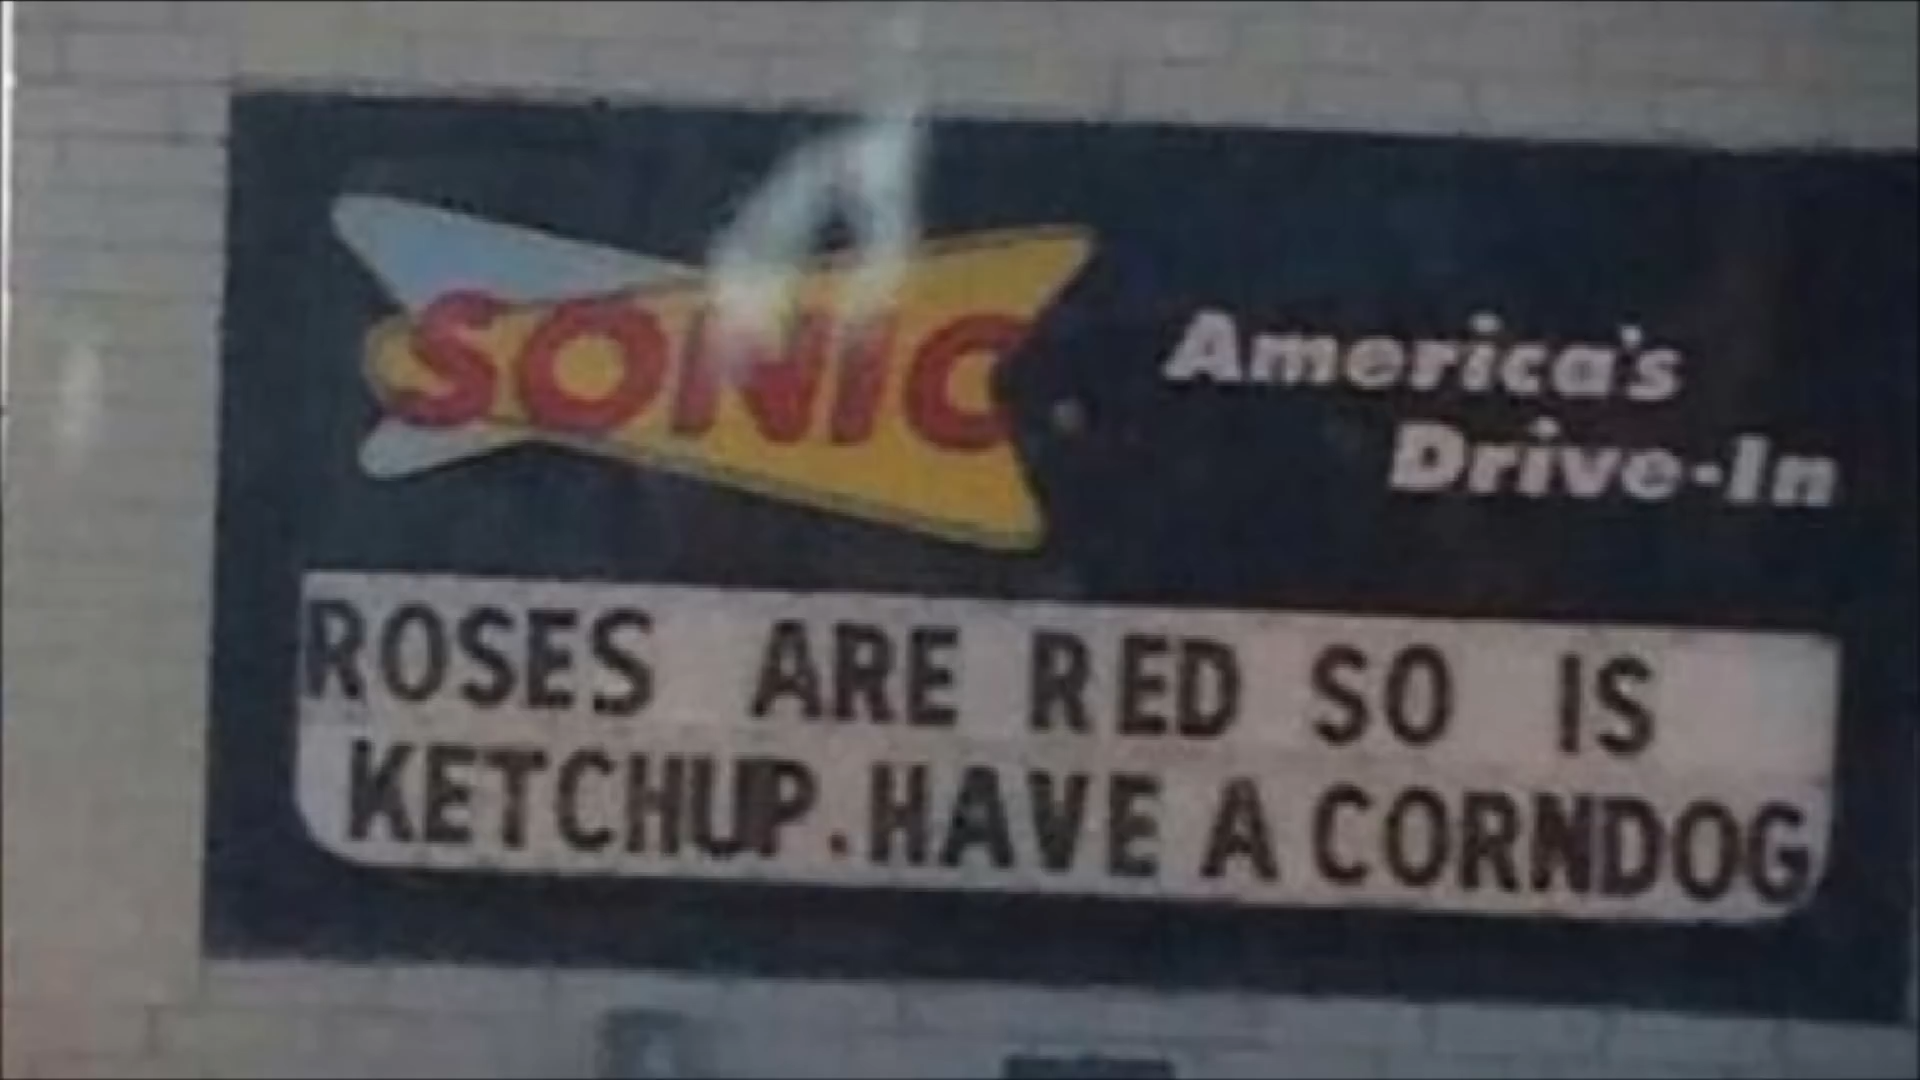 SONIC
America's
Drive-In
ROSES ARE RED SO IS
KETCHUP. HAVE A CORNDOG